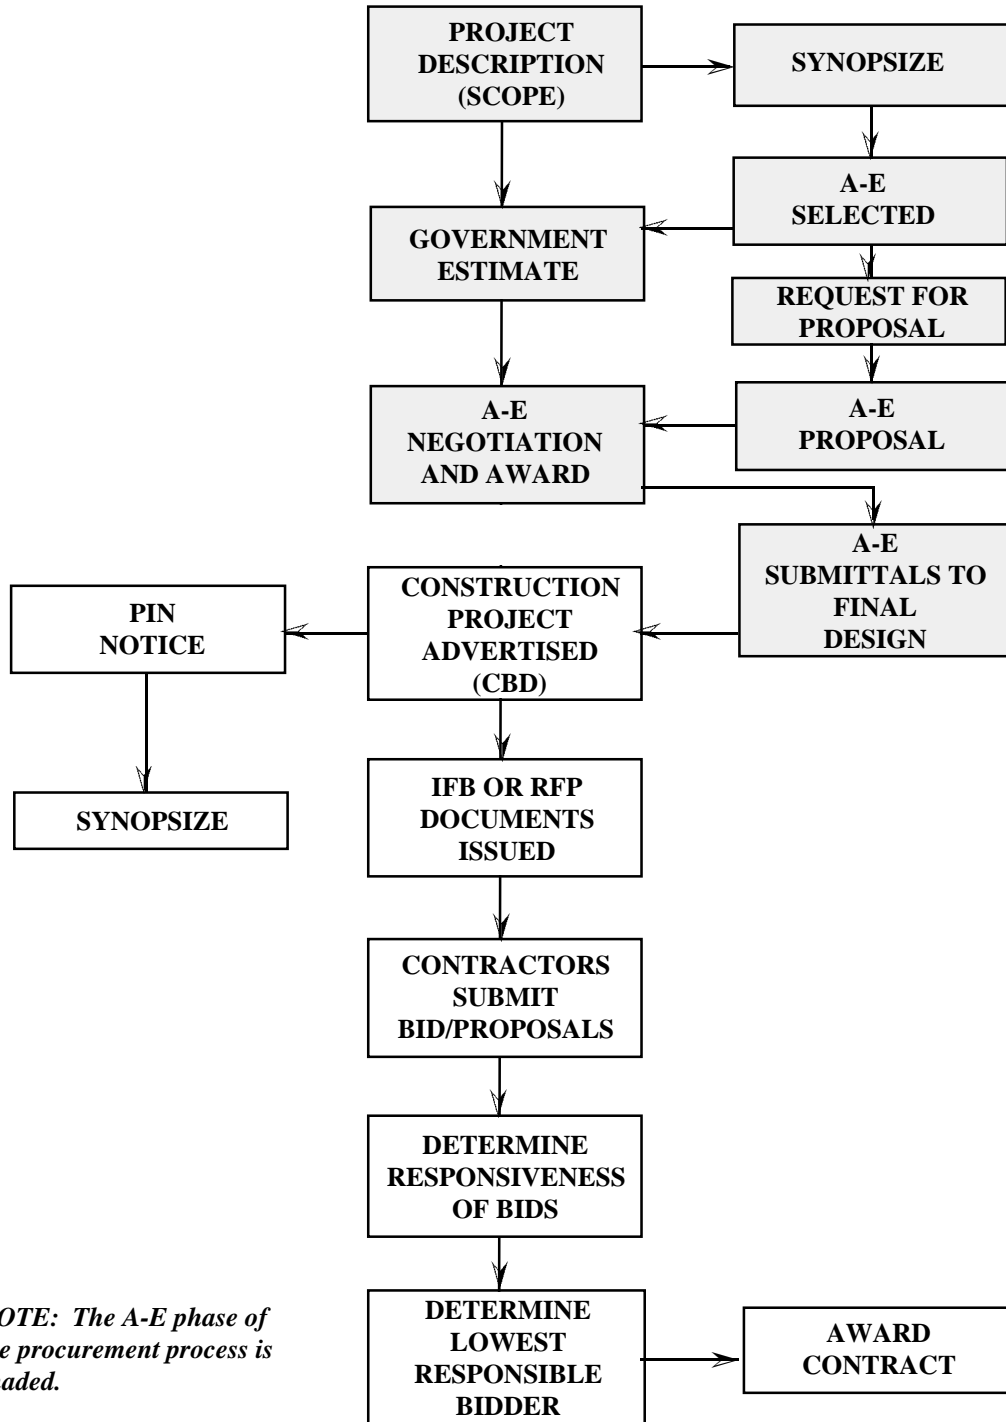 PROJECT
DESCRIPTION
(SCOPE)
SYNOPSIZE
A-E
SELECTED
GOVERNMENT
ESTIMATE
REQUEST FOR
PROPOSAL
A-E
NEGOTIATION
AND AWARD
A-E
PROPOSAL
A-E
SUBMITTALS TO
FINAL
DESIGN
CONSTRUCTION
PROJECT
ADVERTISED
(CBD)
PIN
NOTICE
SYNOPSIZE
IFB OR RFP
DOCUMENTS
ISSUED
CONTRACTORS
SUBMIT
BID/PROPOSALS
DETERMINE
RESPONSIVENESS
OF BIDS
DETERMINE
LOWEST
RESPONSIBLE
BIDDER
AWARD
CONTRACT
OTE: The A-E phase of
e procurement process is
aded.